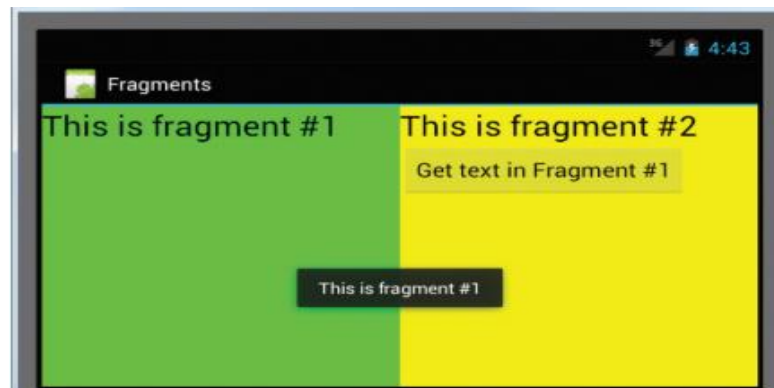 3G 4:43
Fragments
This is fragment #1
This is fragment #2
Get text in Fragment #1
This is fragment #1